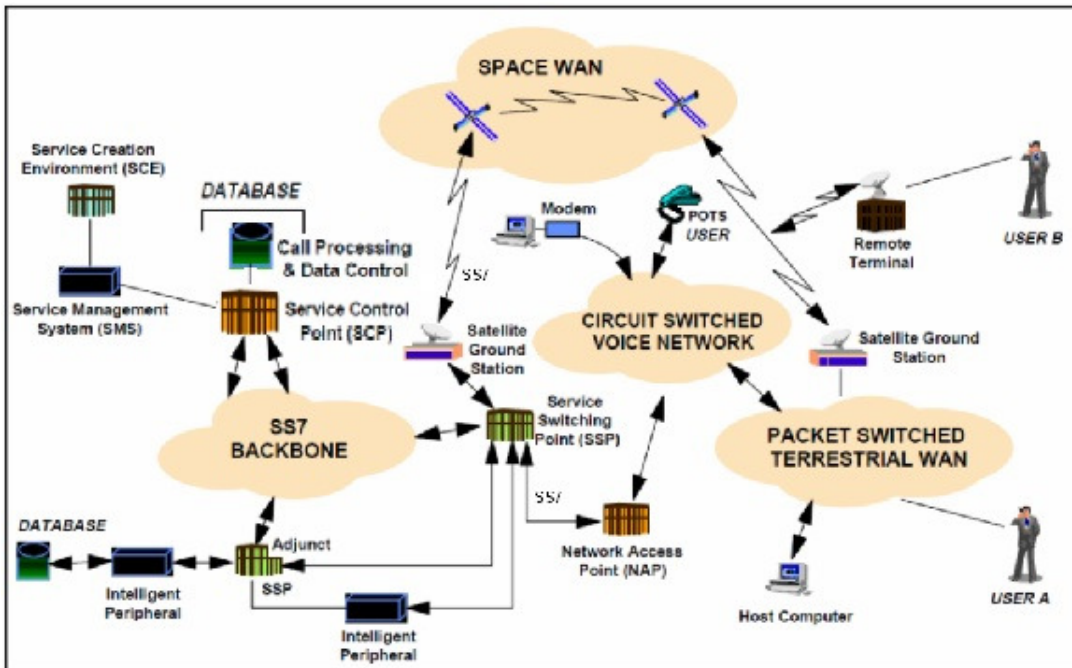 SPACE WAN
Service Creation
Environment (SCE)
DATABASE
Call Processing
& Data Control
Service Management
System (SMS)
Service Control
Point (SCP)
Modem
POTS
USER
SS7
Remote
Terminal
USER B
Satellite
Ground
Station
CIRCUIT SWITCHED
VOICE NETWORK
Satellite Ground
Station
SS7
BACKBONE
Service
Switching
Point (SSP)
PACKET SWITCHED
TERRESTRIAL WAN
SS7
DATABASE
Intelligent
Peripheral
Adjunct
SSP
Intelligent
Peripheral
Network Access
Point (NAP)
Host Computer
USER A